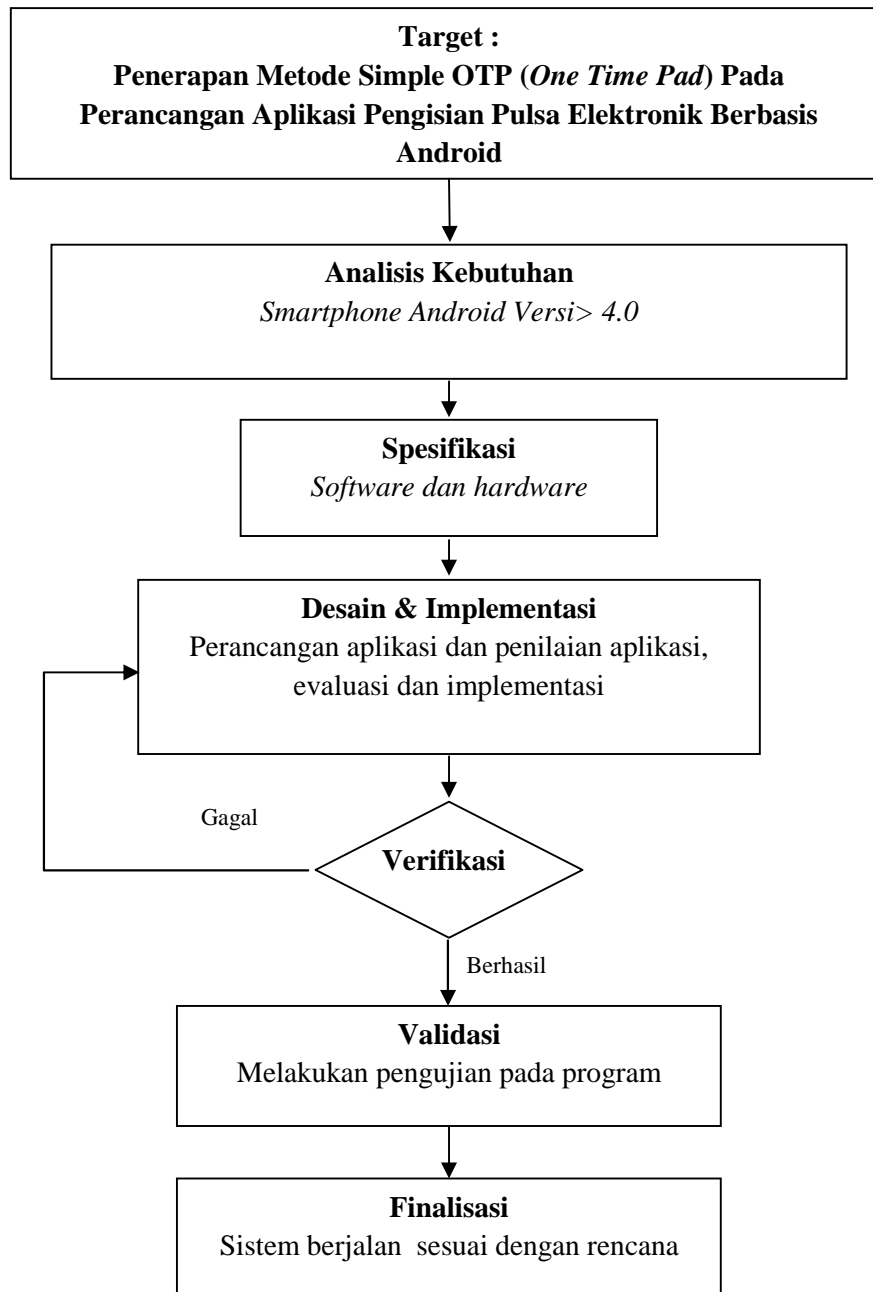 Target :
Penerapan Metode Simple OTP (One Time Pad) Pada
Perancangan Aplikasi Pengisian Pulsa Elektronik Berbasis
Android
Analisis Kebutuhan
Smartphone Android Versi> 4.0
Spesifikasi
Software dan hardware
Desain & Implementasi
Perancangan aplikasi dan penilaian aplikasi,
evaluasi dan implementasi
Gagal
Verifikasi
Berhasil
Validasi
Melakukan pengujian pada program
Finalisasi
Sistem berjalan  sesuai dengan rencana